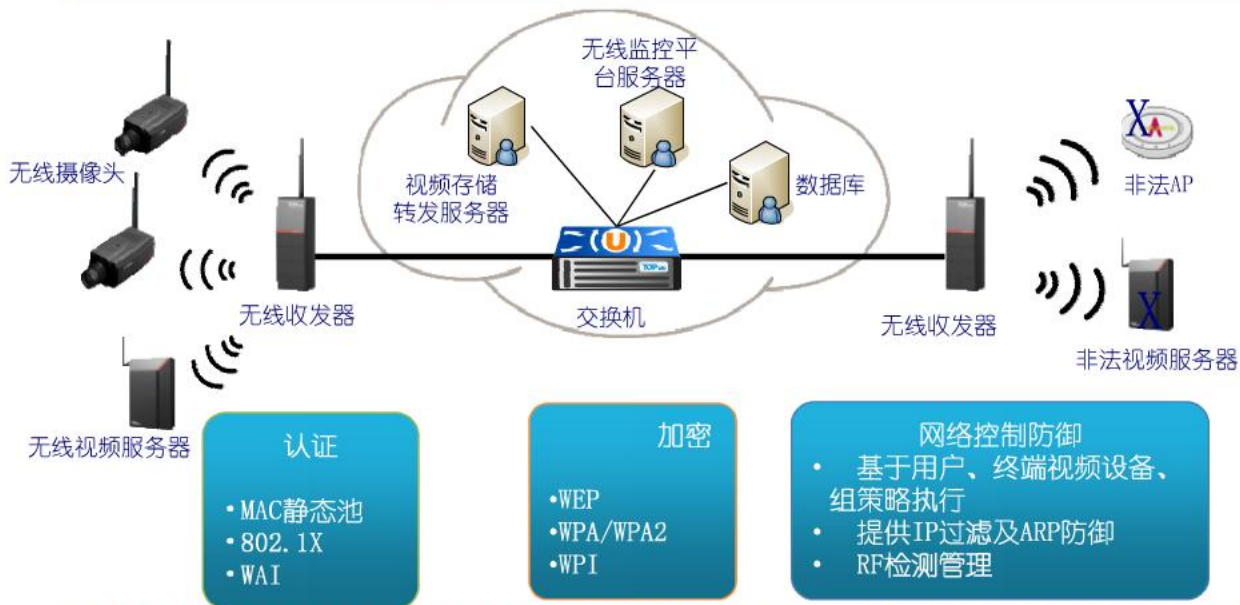 无线监控平
台服务器
无线摄像头
视频存储
转发服务器
数据库
非法AP
无线收发器
交换机
无线收发器
非法视频服务器
无线视频服务器
认证
•MAC静态池
•802.1X
•WAI
加密
•WEP
•WPA/WPA2
•WPI
网络控制防御
• 基于用户、终端视频设备、
组策略执行
• 提供IP过滤及ARP防御
• RF检测管理
X
X
U